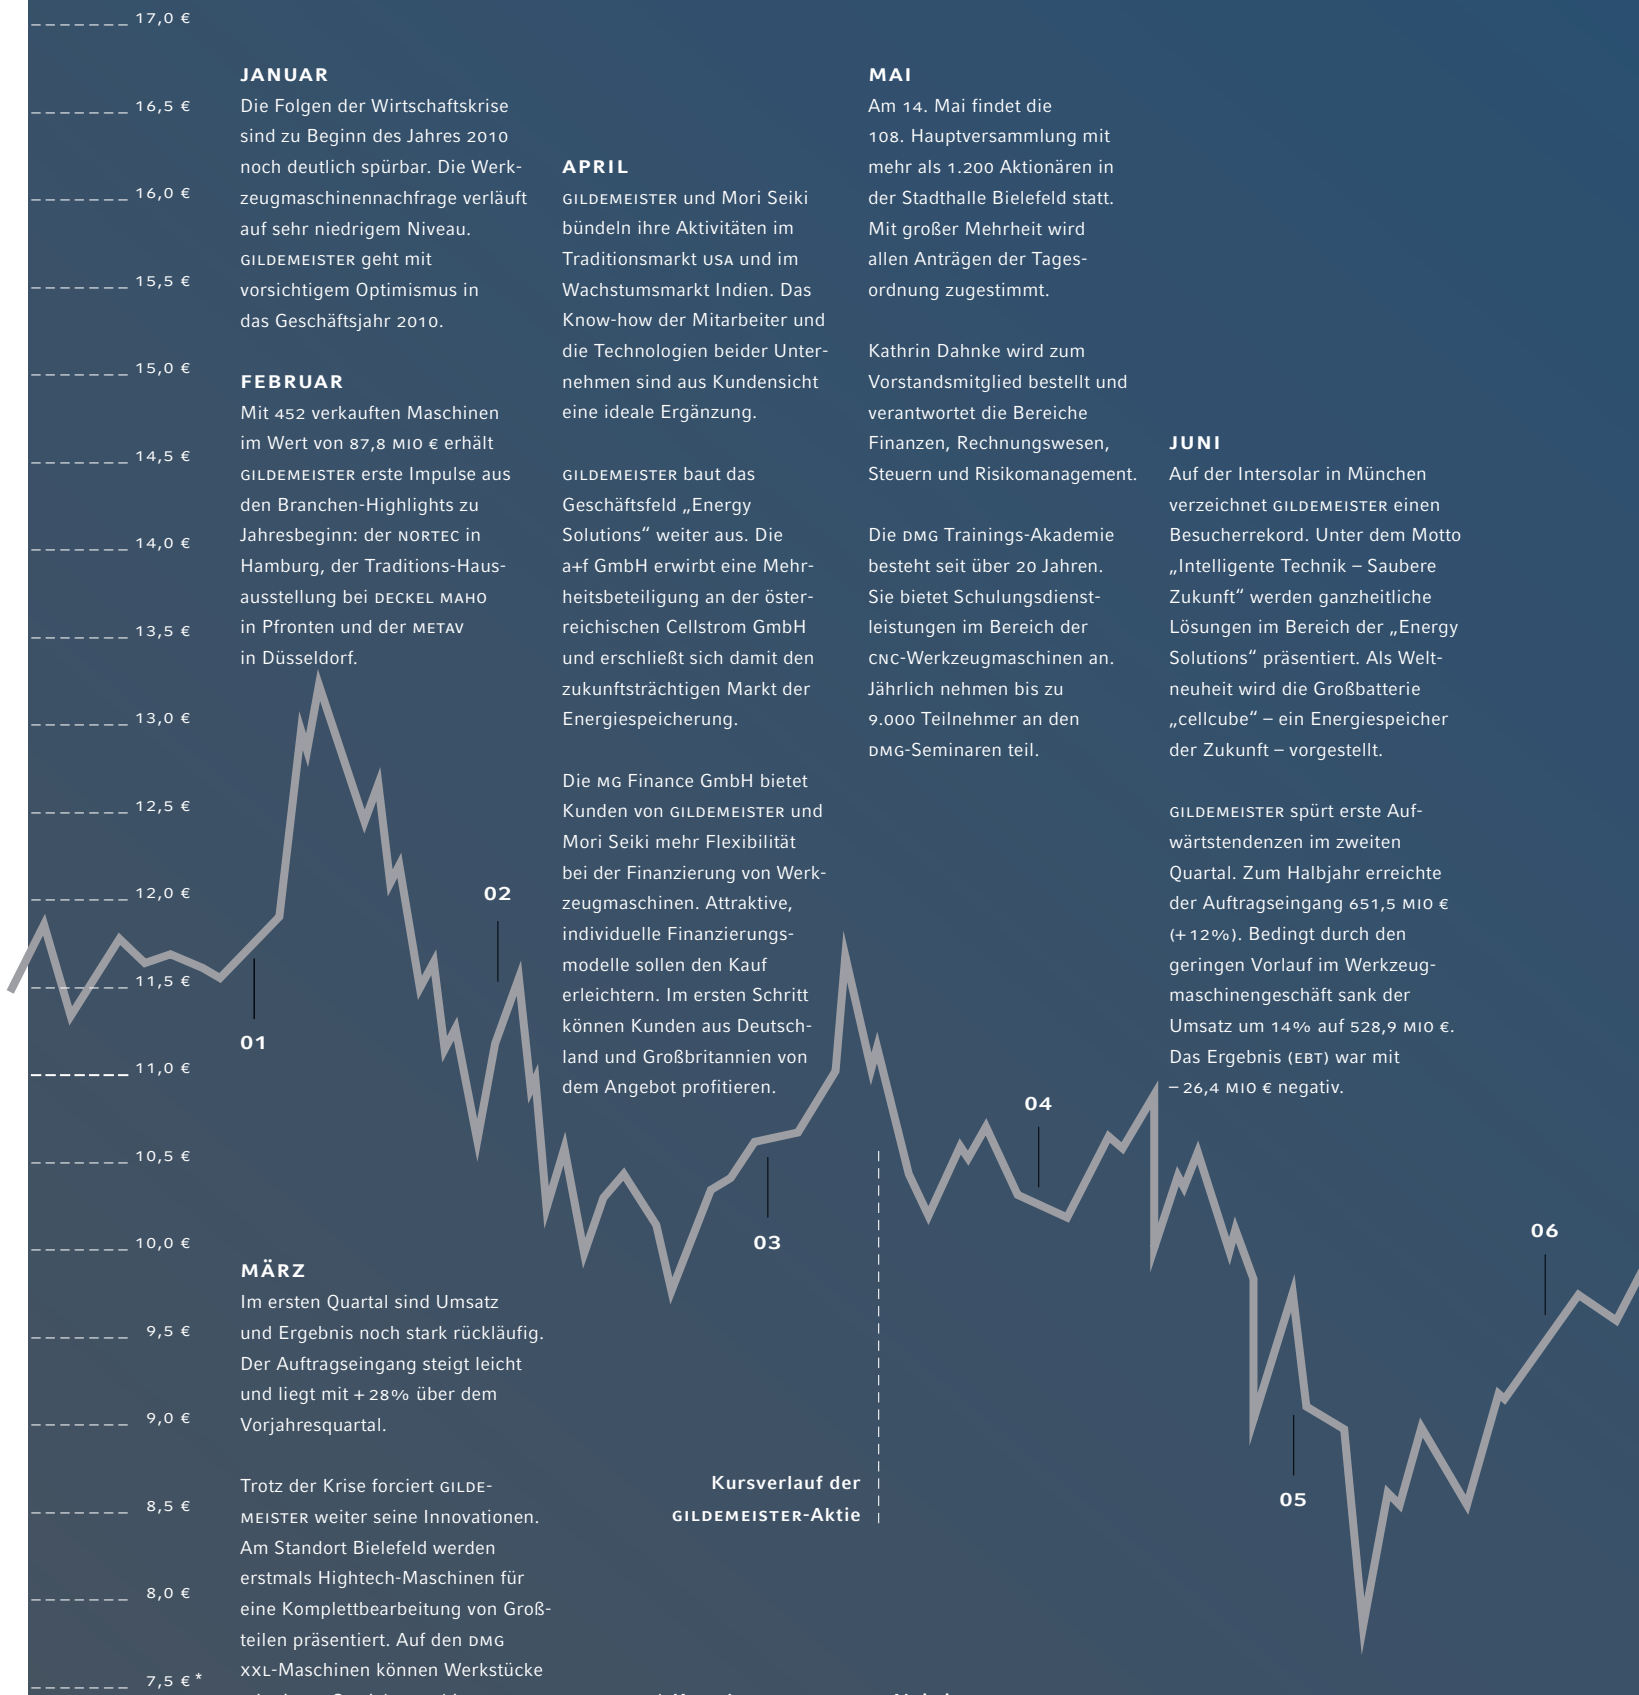 17,0 €
16,5 €
16,0 €
15,5 €
15,0 €
14,5 €
14,0 €
13,5 €
13,0 €
12,5 €
12,0 €
11,5 €
11,0 €
10,5 €
10,0 €
9,5 €
9,0 €
8,5 €
8,0 €
7,5 € *
JANUAR
Die Folgen der Wirtschaftskrise
sind zu Beginn des Jahres 2010
noch deutlich spürbar. Die Werk-
zeugmaschinennachfrage verläuft
auf sehr niedrigem Niveau.
GILDEMEISTER geht mit
vorsichtigem Optimismus in
das Geschäftsjahr 2010.
FEBRUAR
Mit 452 verkauften Maschinen
im Wert von 87,8 MIO € erhält
GILDEMEISTER erste Impulse aus
den Branchen-Highlights zu
Jahresbeginn: der NORTEC in
Hamburg, der Traditions-Haus-
ausstellung bei DECKEL MAHO
in Pfronten und der METAV
in Düsseldorf.
01
02
MÄRZ
Im ersten Quartal sind Umsatz
und Ergebnis noch stark rückläufig.
Der Auftragseingang steigt leicht
und liegt mit + 28% über dem
Vorjahresquartal.
Trotz der Krise forciert GILDE-
MEISTER weiter seine Innovationen.
Am Standort Bielefeld werden
erstmals Hightech-Maschinen für
eine Komplettbearbeitung von Groß-
teilen präsentiert. Auf den DMG
XXL-Maschinen können Werkstücke
APRIL
GILDEMEISTER und Mori Seiki
bündeln ihre Aktivitäten im
Traditionsmarkt USA und im
Wachstumsmarkt Indien. Das
Know-how der Mitarbeiter und
die Technologien beider Unter-
nehmen sind aus Kundensicht
eine ideale Ergänzung.
GILDEMEISTER baut das
Geschäftsfeld „Energy
Solutions“ weiter aus. Die
a+f GmbH erwirbt eine Mehr-
heitsbeteiligung an der öster-
reichischen Cellstrom GmbH
und erschließt sich damit den
zukunftsträchtigen Markt der
Energiespeicherung.
Die MG Finance GmbH bietet
Kunden von GILDEMEISTER und
Mori Seiki mehr Flexibilität
bei der Finanzierung von Werk-
zeugmaschinen. Attraktive,
individuelle Finanzierungs-
modelle sollen den Kauf
erleichtern. Im ersten Schritt
können Kunden aus Deutsch-
land und Großbritannien von
dem Angebot profitieren.
03
Kursverlauf der
GILDEMEISTER-Aktie
MAI
Am 14. Mai findet die
108. Hauptversammlung mit
mehr als 1.200 Aktionären in
der Stadthalle Bielefeld statt.
Mit großer Mehrheit wird
allen Anträgen der Tages-
ordnung zugestimmt.
Kathrin Dahnke wird zum
Vorstandsmitglied bestellt und
verantwortet die Bereiche
Finanzen, Rechnungswesen,
Steuern und Risikomanagement.
Die DMG Trainings-Akademie
besteht seit über 20 Jahren.
Sie bietet Schulungsdienst-
leistungen im Bereich der
CNC-Werkzeugmaschinen an.
Jährlich nehmen bis zu
9.000 Teilnehmer an den
DMG-Seminaren teil.
04
JUNI
Auf der Intersolar in München
verzeichnet GILDEMEISTER einen
Besucherrekord. Unter dem Motto
„Intelligente Technik – Saubere
Zukunft“ werden ganzheitliche
Lösungen im Bereich der „Energy
Solutions“ präsentiert. Als Welt-
neuheit wird die Großbatterie
„cellcube“ – ein Energiespeicher
der Zukunft – vorgestellt.
GILDEMEISTER spürt erste Auf-
wärtstendenzen im zweiten
Quartal. Zum Halbjahr erreichte
der Auftragseingang 651,5 MIO €
(+ 12%). Bedingt durch den
geringen Vorlauf im Werkzeug-
maschinengeschäft sank der
Umsatz um 14% auf 528,9 MIO €.
Das Ergebnis (EBT) war mit
– 26,4 MIO € negativ.
05
06